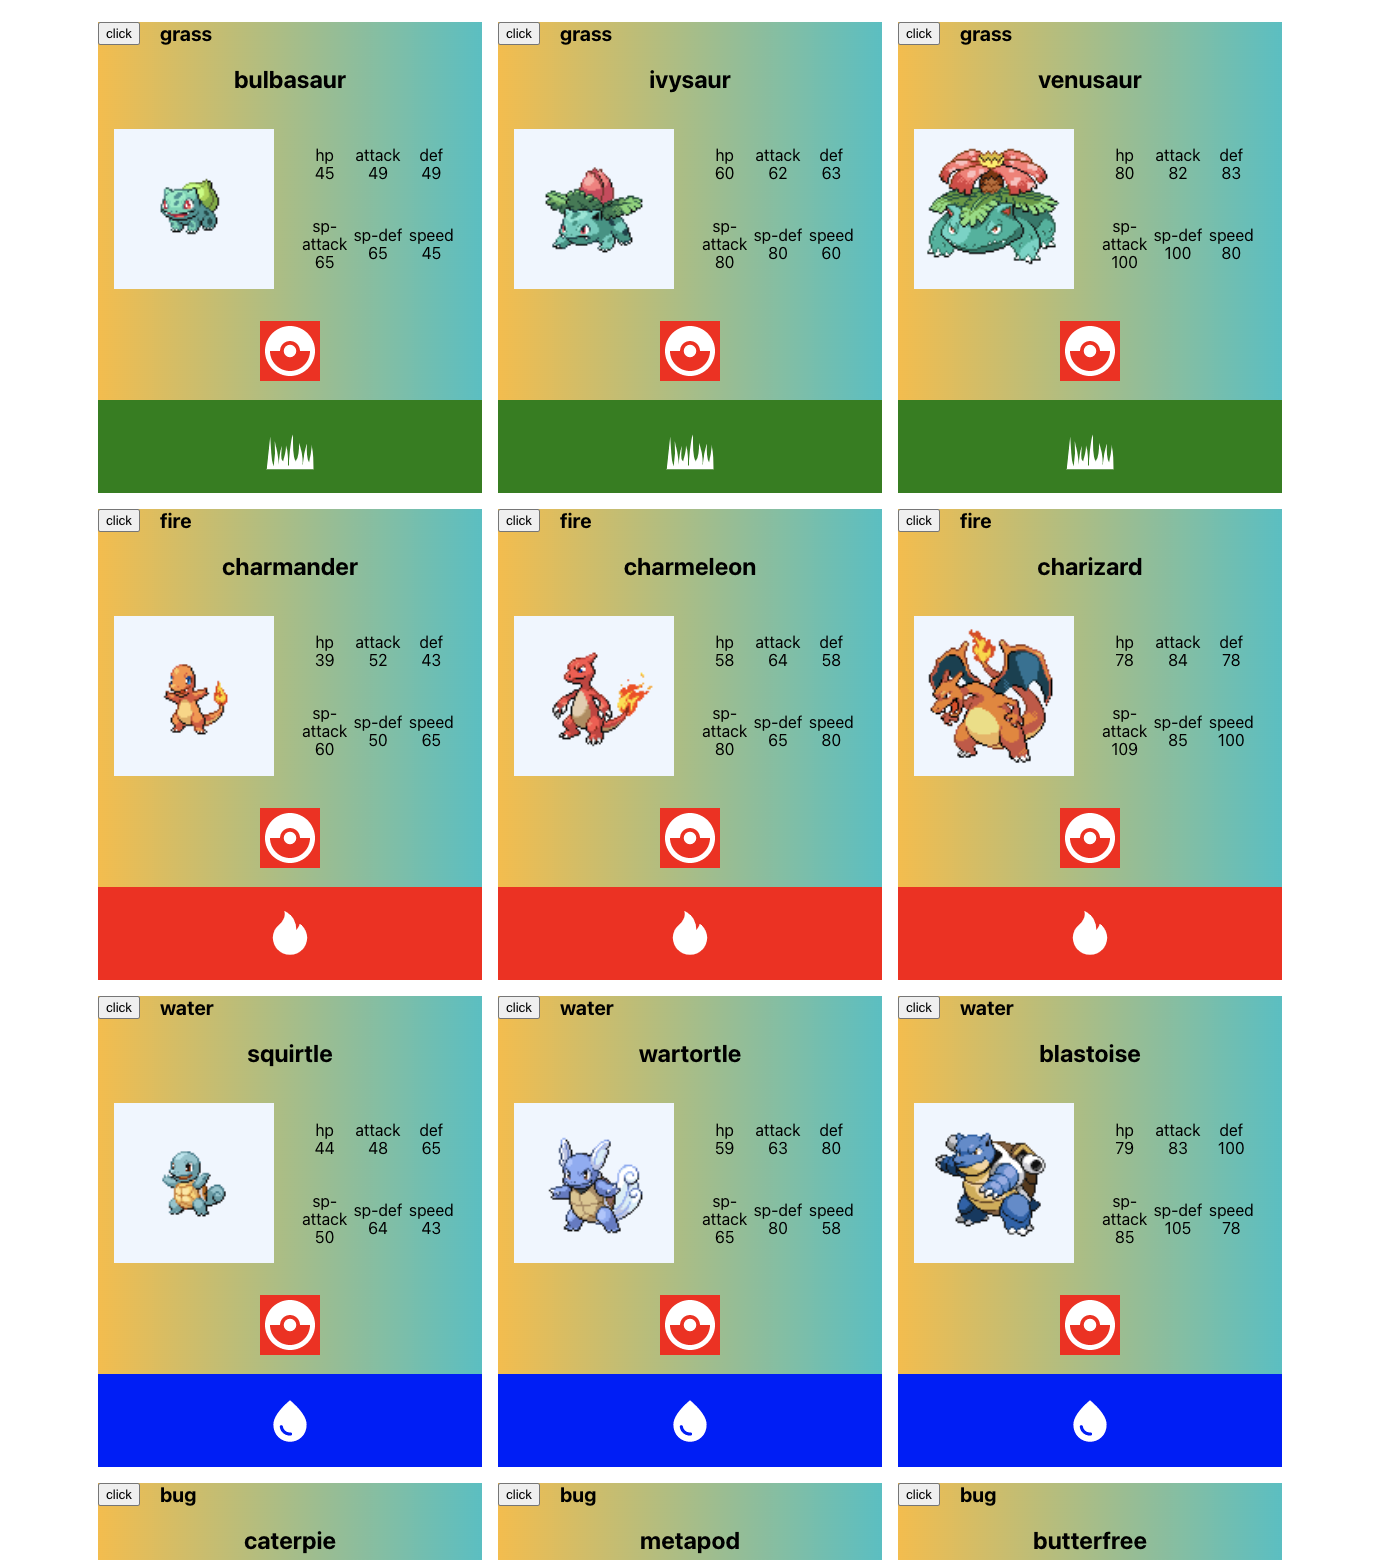 click grass
bulbasaur
hp attack def
45 49 49
sp-
attack sp-def speed
65 65 45
click grass
ivysaur
hp attack def
60 62 63
sp-
attack sp-def speed
80 80 60
click grass
venusaur
hp attack def
80 82 83
sp-
attack sp-def speed
100 100 80
click fire
charmander
hp attack def
39 52 43
sp-
attack sp-def speed
60 50 65
click fire
charmeleon
hp attack def
58 64 58
sp-
attack sp-def speed
80 65 80
click fire
charizard
hp attack def
78 84 78
sp-
attack sp-def speed
109 85 100
click water
squirtle
hp attack def
44 48 65
sp-
attack sp-def speed
50 64 43
click water
wartortle
hp attack def
59 63 80
sp-
attack sp-def speed
65 80 58
click water
blastoise
hp attack def
79 83 100
sp-
attack sp-def speed
85 105 78
click bug
caterpie
click bug
metapod
click bug
butterfree